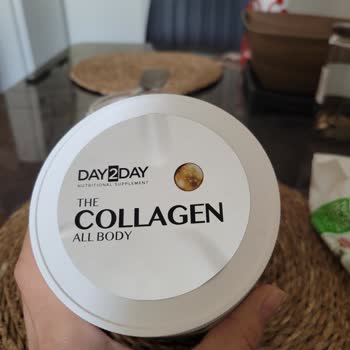 DAY2DAY
NUTRITIONAL SUPPLEMENT
THE
COLLAGEN
ALL BODY